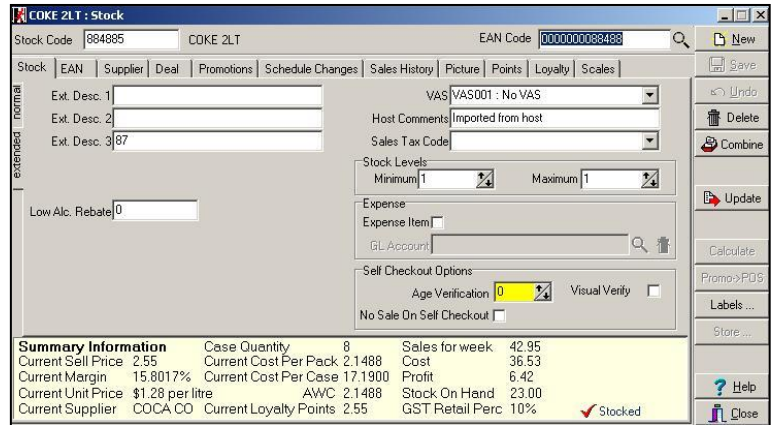 COKE 2LT : Stock
Stock Code 884885 COKE 2LT EAN Code 0000000088488
Stock EAN Supplier Deal Promotions Schedule Changes Sales History Picture Points Loyalty Scales
normal
extended
Ext. Desc. 1
Ext. Desc. 2
Ext. Desc. 3 87
Low Alc. Rebate 0
VAS VAS001 : No VAS
Host Comments Imported from host
Sales Tax Code
Stock Levels
Minimum 1 Maximum 1
Expense
Expense Item
GL Account
Self Checkout Options
Age Verification 0 Visual Verify
No Sale On Self Checkout
Summary Information Case Quantity 8 Sales for week 42.95
Current Sell Price 2.55 Current Cost Per Pack 2.1488 Cost 36.53
Current Margin 15.8017% Current Cost Per Case 17.1900 Profit 6.42
Current Unit Price $1.28 per litre AWC 2.1488 Stock On Hand 23.00
Current Supplier COCA CO Current Loyalty Points 2.55 GST Retail Perc 10% Stocked
New
Save
Undo
Delete
Combine
Update
Calculate
Promo->POS
Labels ...
Store ...
Help
Close